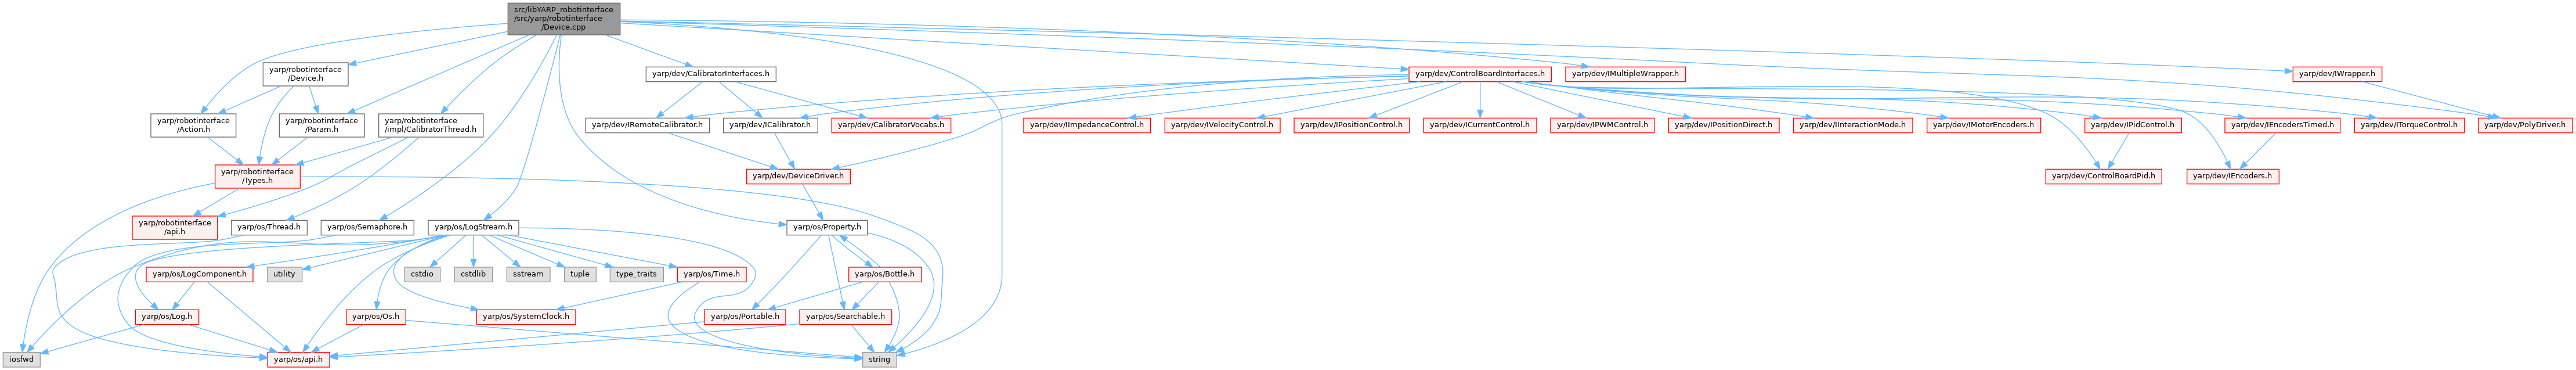 src/libYARP_robotinterface
/src/yarp/robotinterface
/Device.cpp
yarp/robotinterface
/Device.h
yarp/dev/CalibratorInterfaces.h
yarp/dev/ControlBoardInterfaces.h
yarp/dev/IMultipleWrapper.h
yarp/dev/IWrapper.h
yarp/robotinterface
/Action.h
yarp/robotinterface
/Param.h
yarp/robotinterface
/impl/CalibratorThread.h
yarp/dev/IRemoteCalibrator.h
yarp/dev/ICalibrator.h
yarp/dev/CalibratorVocabs.h
yarp/dev/IImpedanceControl.h
yarp/dev/IVelocityControl.h
yarp/dev/IPositionControl.h
yarp/dev/ICurrentControl.h
yarp/dev/IPWMControl.h
yarp/dev/IPositionDirect.h
yarp/dev/IInteractionMode.h
yarp/dev/IMotorEncoders.h
yarp/dev/IPidControl.h
yarp/dev/IEncodersTimed.h
yarp/dev/ITorqueControl.h
yarp/dev/PolyDriver.h
yarp/robotinterface
/Types.h
yarp/dev/DeviceDriver.h
yarp/dev/ControlBoardPid.h
yarp/dev/IEncoders.h
yarp/robotinterface
/api.h
yarp/os/Thread.h
yarp/os/Semaphore.h
yarp/os/LogStream.h
yarp/os/Property.h
yarp/os/LogComponent.h
utility
cstdio
cstdlib
sstream
tuple
type_traits
yarp/os/Time.h
yarp/os/Bottle.h
yarp/os/Log.h
yarp/os/Os.h
yarp/os/SystemClock.h
yarp/os/Portable.h
yarp/os/Searchable.h
iosfwd
yarp/os/api.h
string